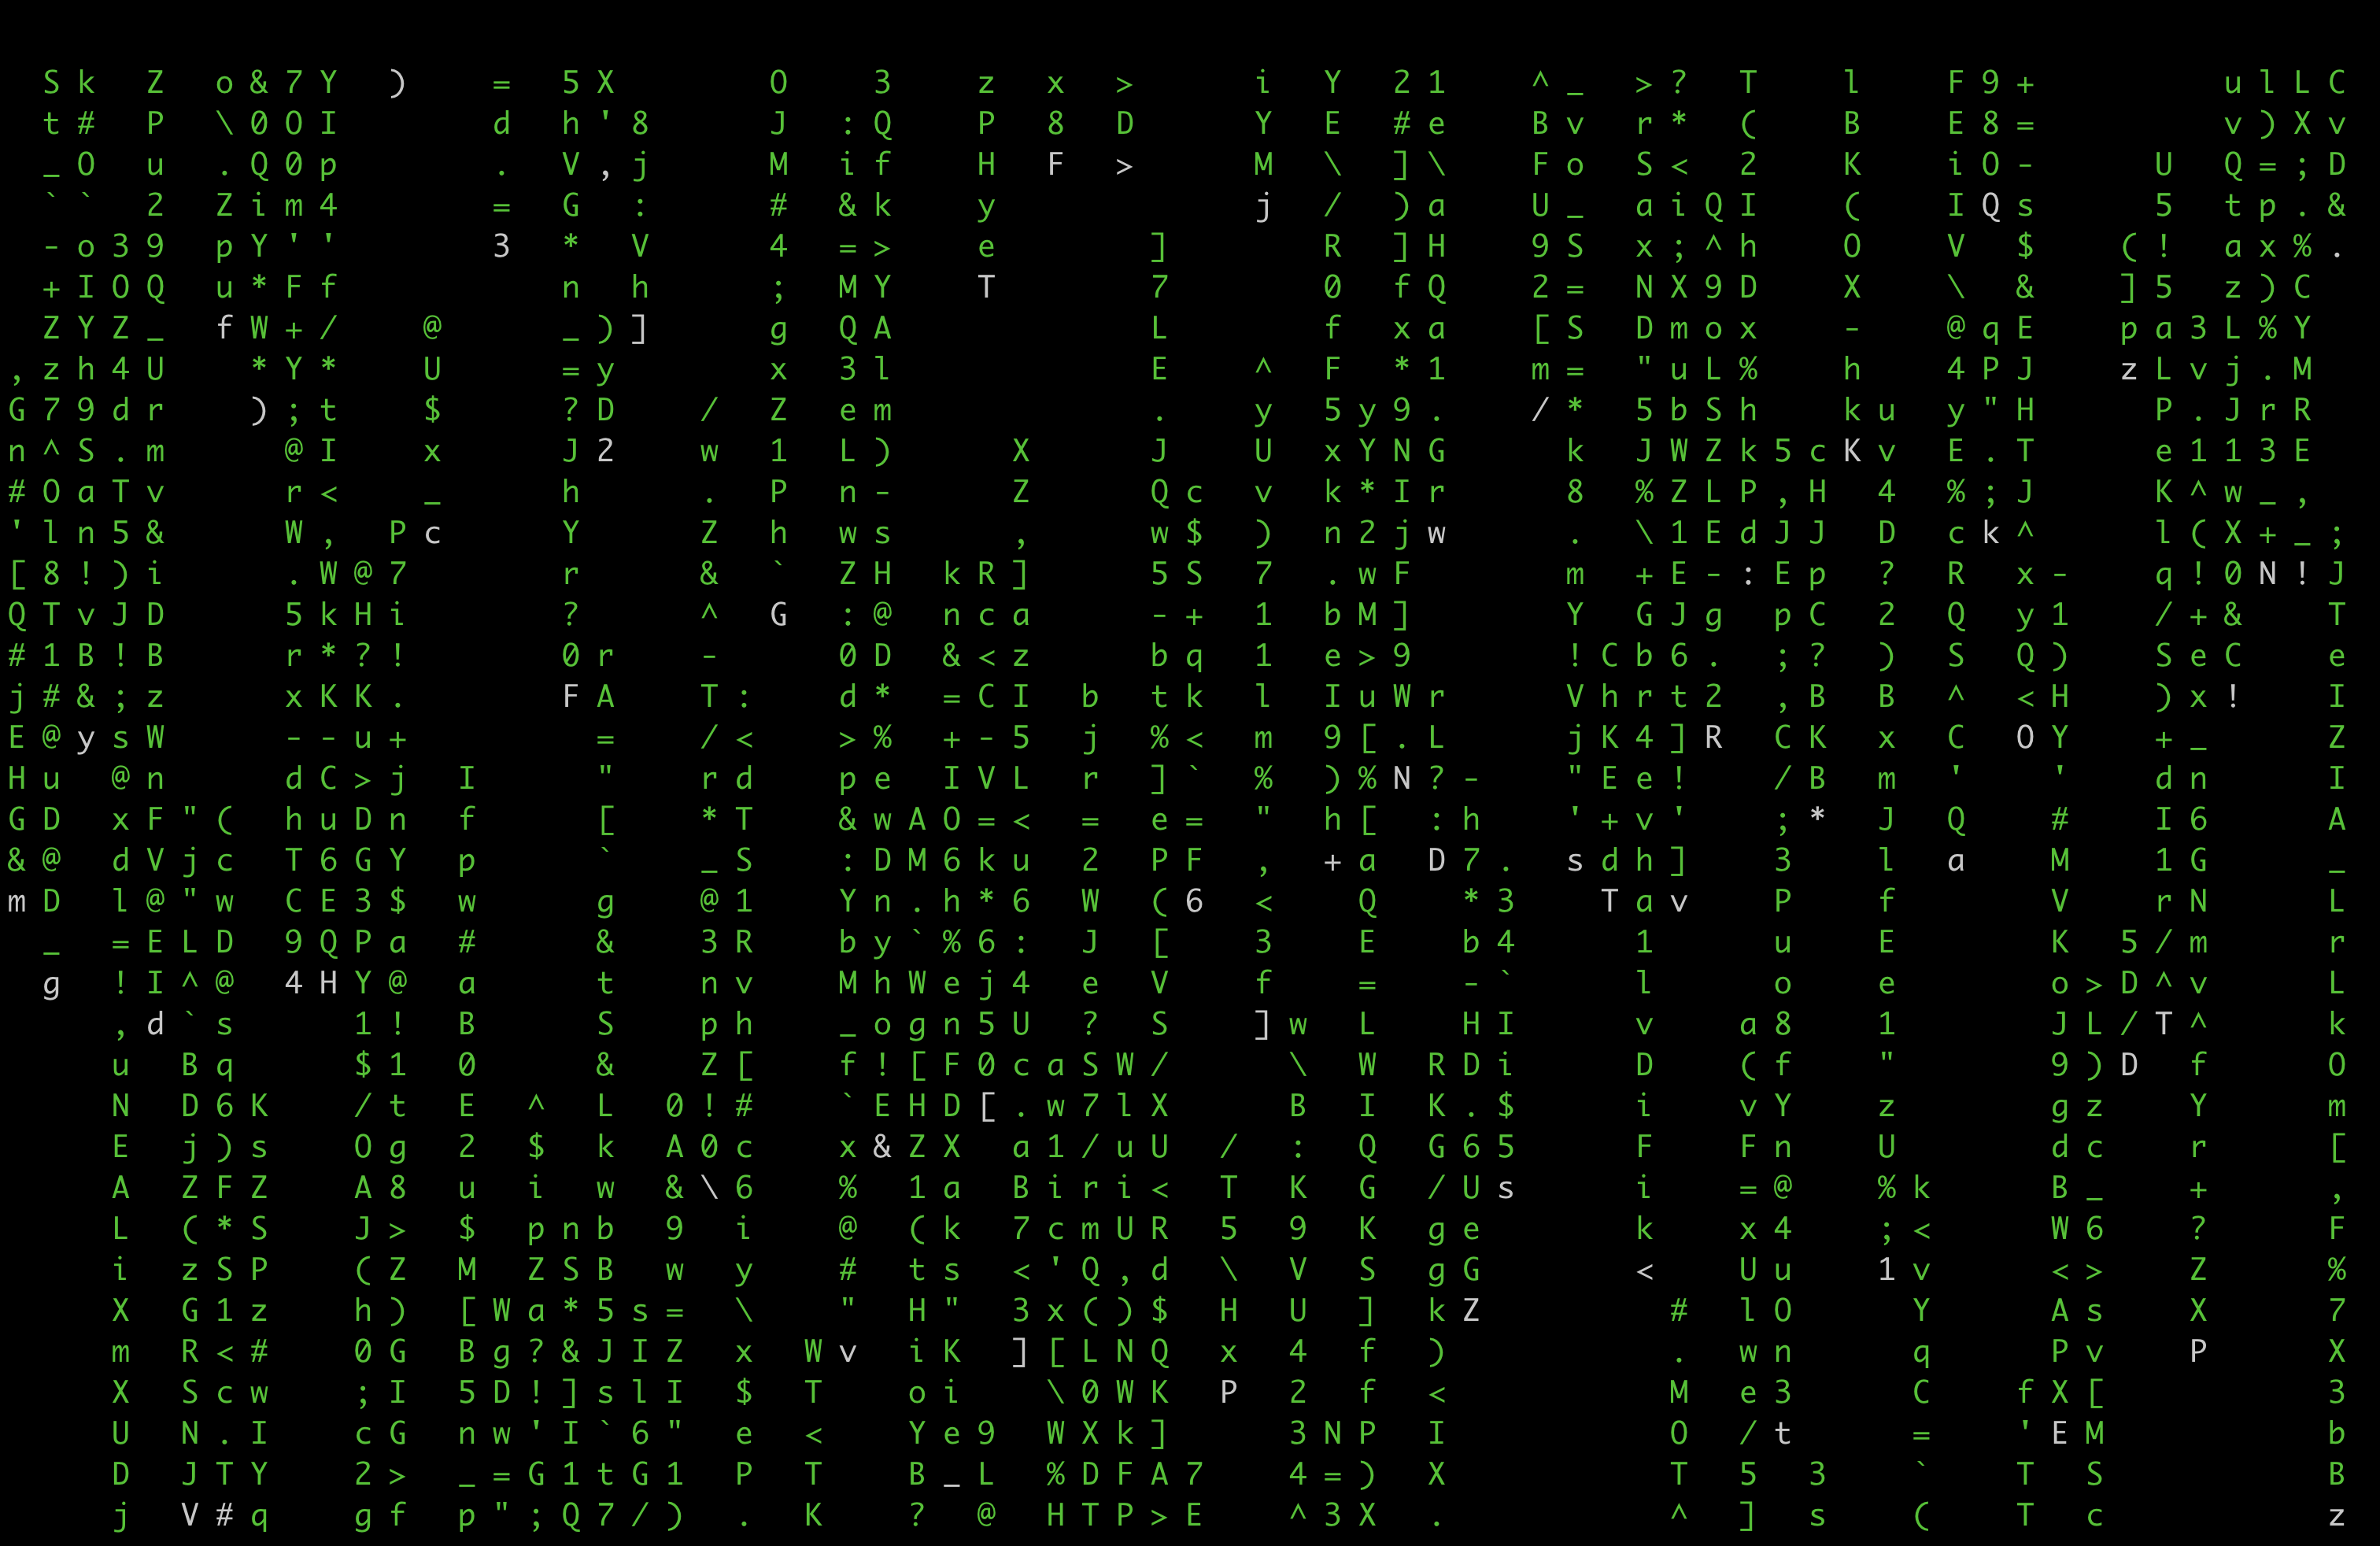 S k Z o & 7 Y ) = 5 X O 3 z x > i Y 2 1 ^ _ > ? T l F 9 + u l L C
t # P \ 0 O I d h ' 8 J : Q P 8 D Y E # e B v r * ( B E 8 = v ) X v
_ O u . Q 0 p . V , j M i f H F > M \ ] \ F o S < 2 K i O - U Q = ; D
` ` 2 Z i m 4 = G : # & k y j / ) a U _ a i Q I ( I Q s 5 t p . &
- o 3 9 p Y ' ' 3 * V 4 = > e ] R ] H 9 S x ; ^ h O V $ ( ! a x % .
+ I O Q u * F f n h ; M Y T 7 0 f Q 2 = N X 9 D X \ & ] 5 z ) C
Z Y Z _ f W + / @ _ ) ] g Q A L f x a [ S D m o x - @ q E p a 3 L % Y
, z h 4 U * Y * U = y x 3 l E ^ F * 1 m = " u L % h 4 P J z L v j . M
G 7 9 d r ) ; t $ ? D / Z e m . y 5 y 9 . / * 5 b S h k u y " H P . J r R
n ^ S . m @ I x J 2 w 1 L ) X J U x Y N G k J W Z k 5 c K v E . T e 1 1 3 E
# O a T v r < _ h . P n - Z Q c v k * I r 8 % Z L P , H 4 % ; J K ^ w _ ,
' l n 5 & W , P c Y Z h w s , w $ ) n 2 j w . \ 1 E d J J D c k ^ l ( X + _ ;
[ 8 ! ) i . W @ 7 r & ` Z H k R ] 5 S 7 . w F m + E - : E p ? R x - q ! 0 N ! J
Q T v J D 5 k H i ? ^ G : @ n c a - + 1 b M ] Y G J g p C 2 Q y 1 / + & T
# 1 B ! B r * ? ! 0 r - 0 D & < z b q 1 e > 9 ! C b 6 . ; ? ) S Q ) S e C e
j # & ; z x K K . F A T : d * = C I b t k l I u W r V h r t 2 , B B ^ < H ) x ! I
E @ y s W - - u + = / < > % + - 5 j % < m 9 [ . L j K 4 ] R C K x C O Y + _ Z
H u @ n d C > j I " r d p e I V L r ] ` % ) % N ? - " E e ! / B m ' ' d n I
G D x F " ( h u D n f [ * T & w A O = < = e = " h [ : h ' + v ' ; * J Q # I 6 A
& @ d V j c T 6 G Y p ` _ S : D M 6 k u 2 P F , + a D 7 . s d h ] 3 l a M 1 G _
m D l @ " w C E 3 $ w g @ 1 Y n . h * 6 W ( 6 < Q * 3 T a v P f V r N L
_ = E L D 9 Q P a # & 3 R b y ` % 6 : J [ 3 E b 4 1 u E K 5 / m r
g ! I ^ @ 4 H Y @ a t n v M h W e j 4 e V f = - ` l o e o > D ^ v L
, d ` s 1 ! B S p h _ o g n 5 U ? S ] w L H I v a 8 1 J L / T ^ k
u B q $ 1 0 & Z [ f ! [ F 0 c a S W / \ W R D i D ( f " 9 ) D f O
N D 6 K / t E ^ L 0 ! # ` E H D [ . w 7 l X B I K . $ i v Y z g z Y m
E j ) s O g 2 $ k A 0 c x & Z X a 1 / u U / : Q G 6 5 F F n U d c r [
A Z F Z A 8 u i w & \ 6 % 1 a B i r i < T K G / U s i = @ % k B _ + ,
L ( * S J > $ p n b 9 i @ ( k 7 c m U R 5 9 K g e k x 4 ; < W 6 ? F
i z S P ( Z M Z S B w y # t s < ' Q , d \ V S g G < U u 1 v < > Z %
X G 1 z h ) [ W a * 5 s = \ " H " 3 x ( ) $ H U ] k Z # l O Y A s X 7
m R < # 0 G B g ? & J I Z x W v i K ] [ L N Q x 4 f ) . w n q P v P X
X S c w ; I 5 D ! ] s l I $ T o i \ 0 W K P 2 f < M e 3 C f X [ 3
U N . I c G n w ' I ` 6 " e < Y e 9 W X k ] 3 N P I O / t = ' E M b
D J T Y 2 > _ = G 1 t G 1 P T B _ L % D F A 7 4 = ) X T 5 3 ` T S B
j V # q g f p " ; Q 7 / ) . K ? @ H T P > E ^ 3 X . ^ ] s ( T c z